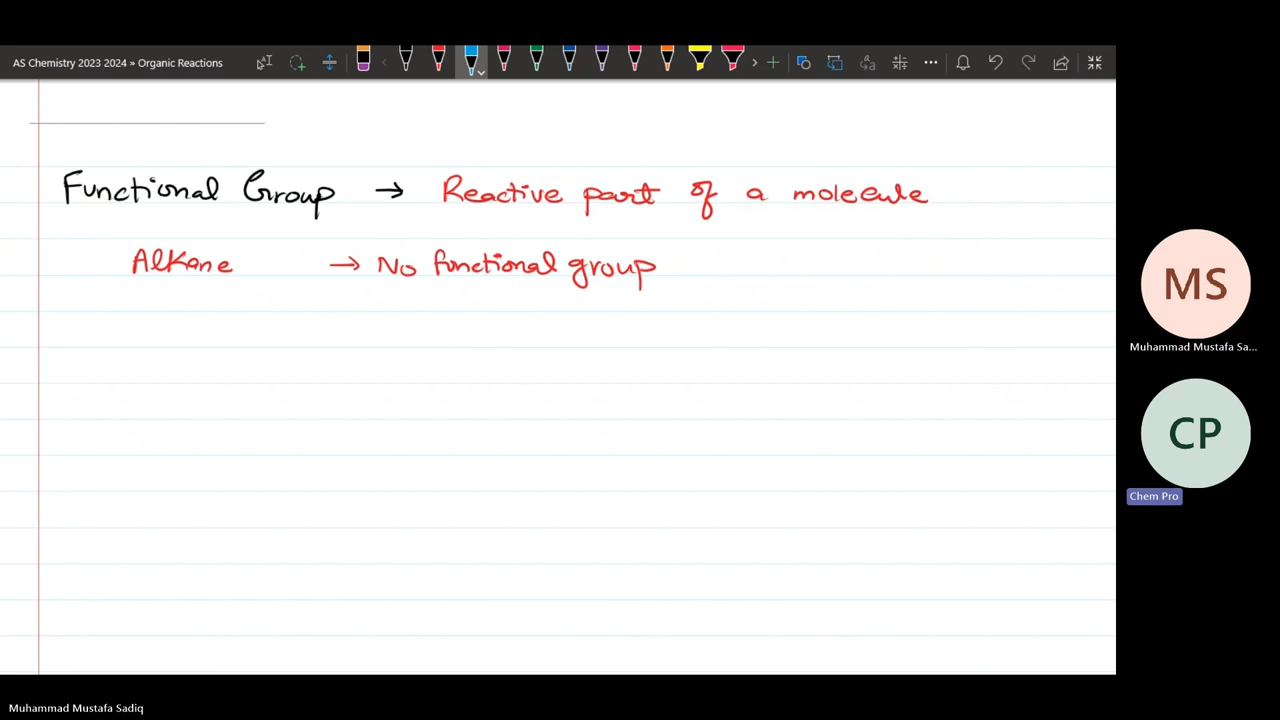 AS Chemistry 2023 2024 » Organic Reactions
Functional Group → Reactive part of a molecule
Alkane → No functional group
MS
Muhammad Mustafa Sa...
CP
Chem Pro
Muhammad Mustafa Sadiq